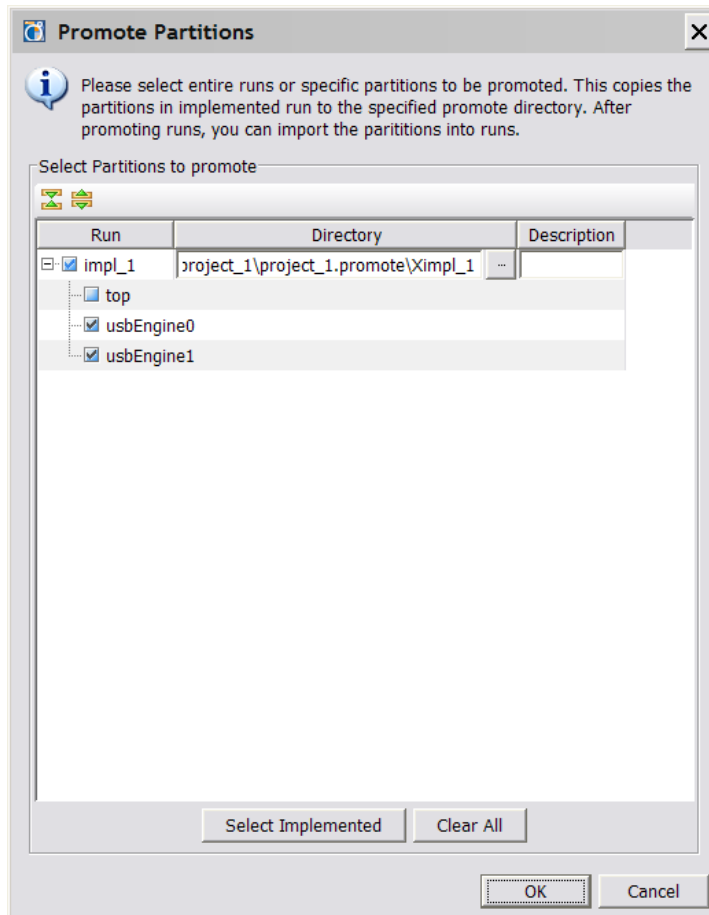 Promote Partitions
Please select entire runs or specific partitions to be promoted. This copies the
partitions in implemented run to the specified promote directory. After
promoting runs, you can import the parititions into runs.
Select Partitions to promote
Run Directory Description
impl_1 project_1\project_1.promote\Ximpl_1 ...
top
usbEngine0
usbEngine1
Select Implemented Clear All
OK Cancel